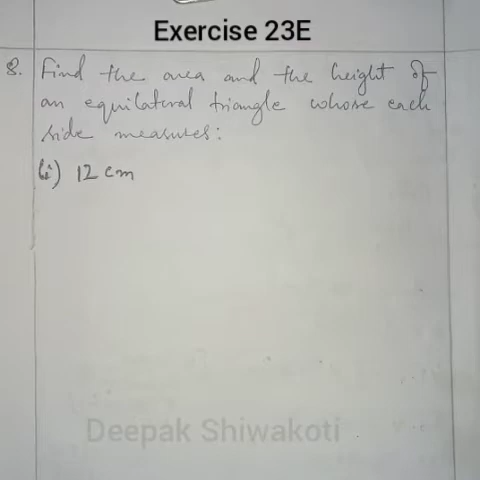 Exercise 23E
8. Find the area and the height of
an equilateral triangle whose each
side measures:
(i) 12 cm
Deepak Shiwakoti